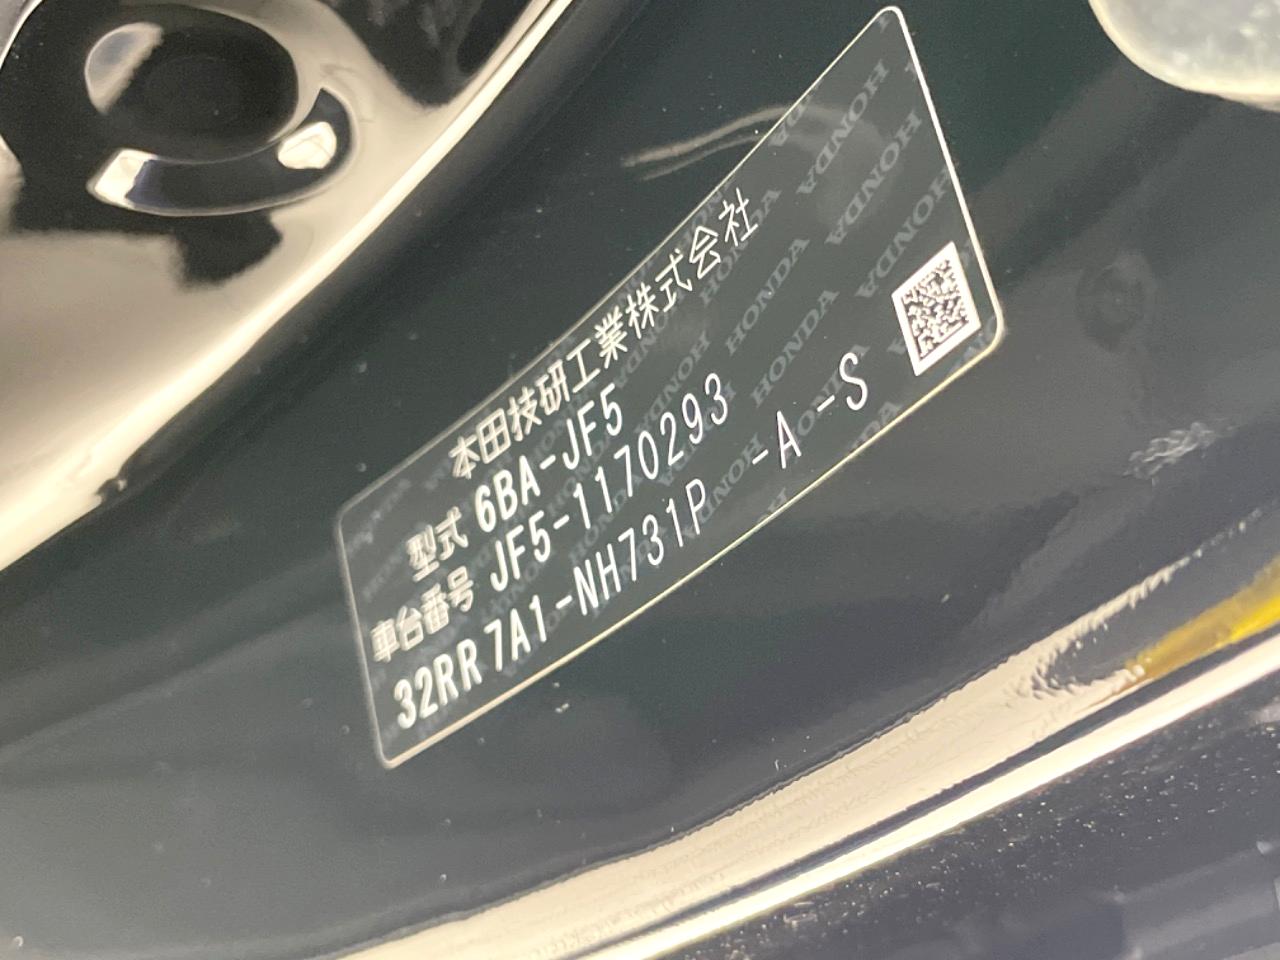 本田技研工業株式会社
型式 6BA-JF5
車台番号 JF5-1170293
32RR 7A1-NH731P -A -S
HONDA